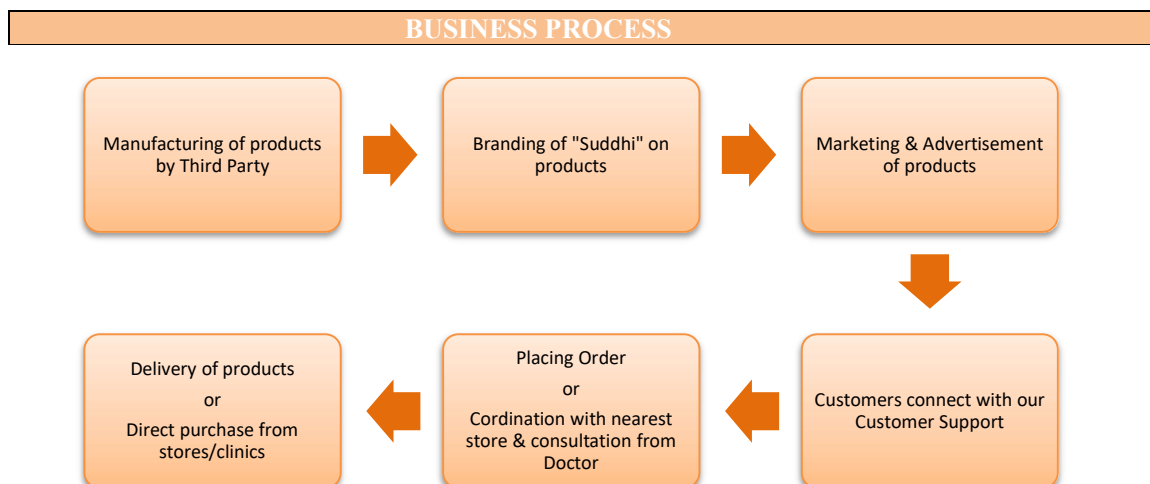 BUSINESS PROCESS
Manufacturing of products
by Third Party
Branding of "Suddhi" on
products
Marketing & Advertisement
of products
Customers connect with our
Customer Support
Placing Order
or
Cordination with nearest
store & consultation from
Doctor
Delivery of products
or
Direct purchase from
stores/clinics